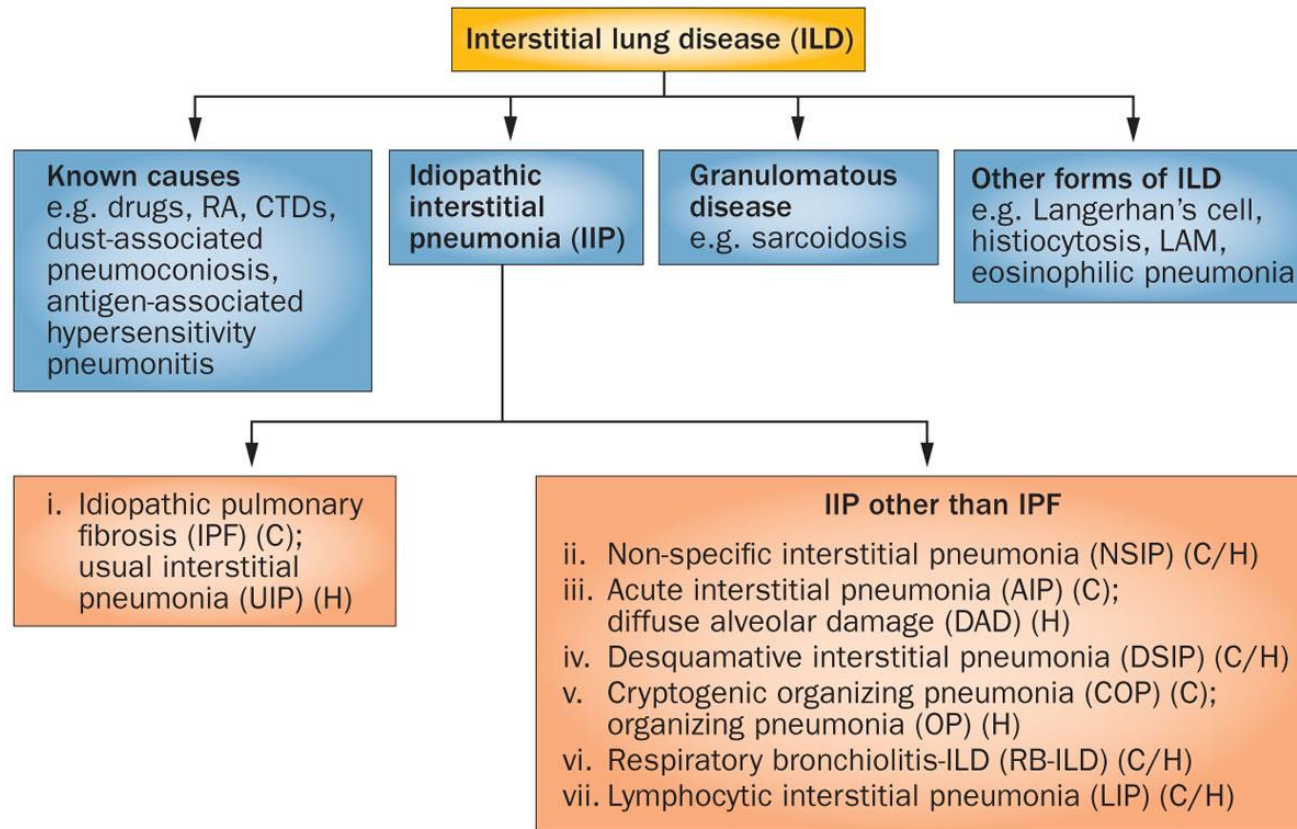 Interstitial lung disease (ILD)
Known causes
e.g. drugs, RA, CTDs,
dust-associated
pneumoconiosis,
antigen-associated
hypersensitivity
pneumonitis
Idiopathic
interstitial
pneumonia (IIP)
Granulomatous
disease
e.g. sarcoidosis
Other forms of ILD
e.g. Langerhan’s cell,
histiocytosis, LAM,
eosinophilic pneumonia
i. Idiopathic pulmonary
fibrosis (IPF) (C);
usual interstitial
pneumonia (UIP) (H)
IIP other than IPF
ii. Non-specific interstitial pneumonia (NSIP) (C/H)
iii. Acute interstitial pneumonia (AIP) (C);
diffuse alveolar damage (DAD) (H)
iv. Desquamative interstitial pneumonia (DSIP) (C/H)
v. Cryptogenic organizing pneumonia (COP) (C);
organizing pneumonia (OP) (H)
vi. Respiratory bronchiolitis-ILD (RB-ILD) (C/H)
vii. Lymphocytic interstitial pneumonia (LIP) (C/H)